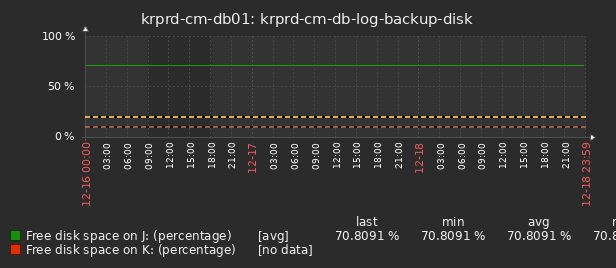 krprd-cm-db01: krprd-cm-db-log-backup-disk
100 %
50 %
0 %
12-16 00:00 03:00 06:00 09:00 12:00 15:00 18:00 21:00 12-17 03:00 06:00 09:00 12:00 15:00 18:00 21:00 12-18 03:00 06:00 09:00 12:00 15:00 18:00 21:00 12-18 23:59
last min avg
Free disk space on J: (percentage) [avg] 70.8091 % 70.8091 % 70.8091 % 70.8
Free disk space on K: (percentage) [no data]